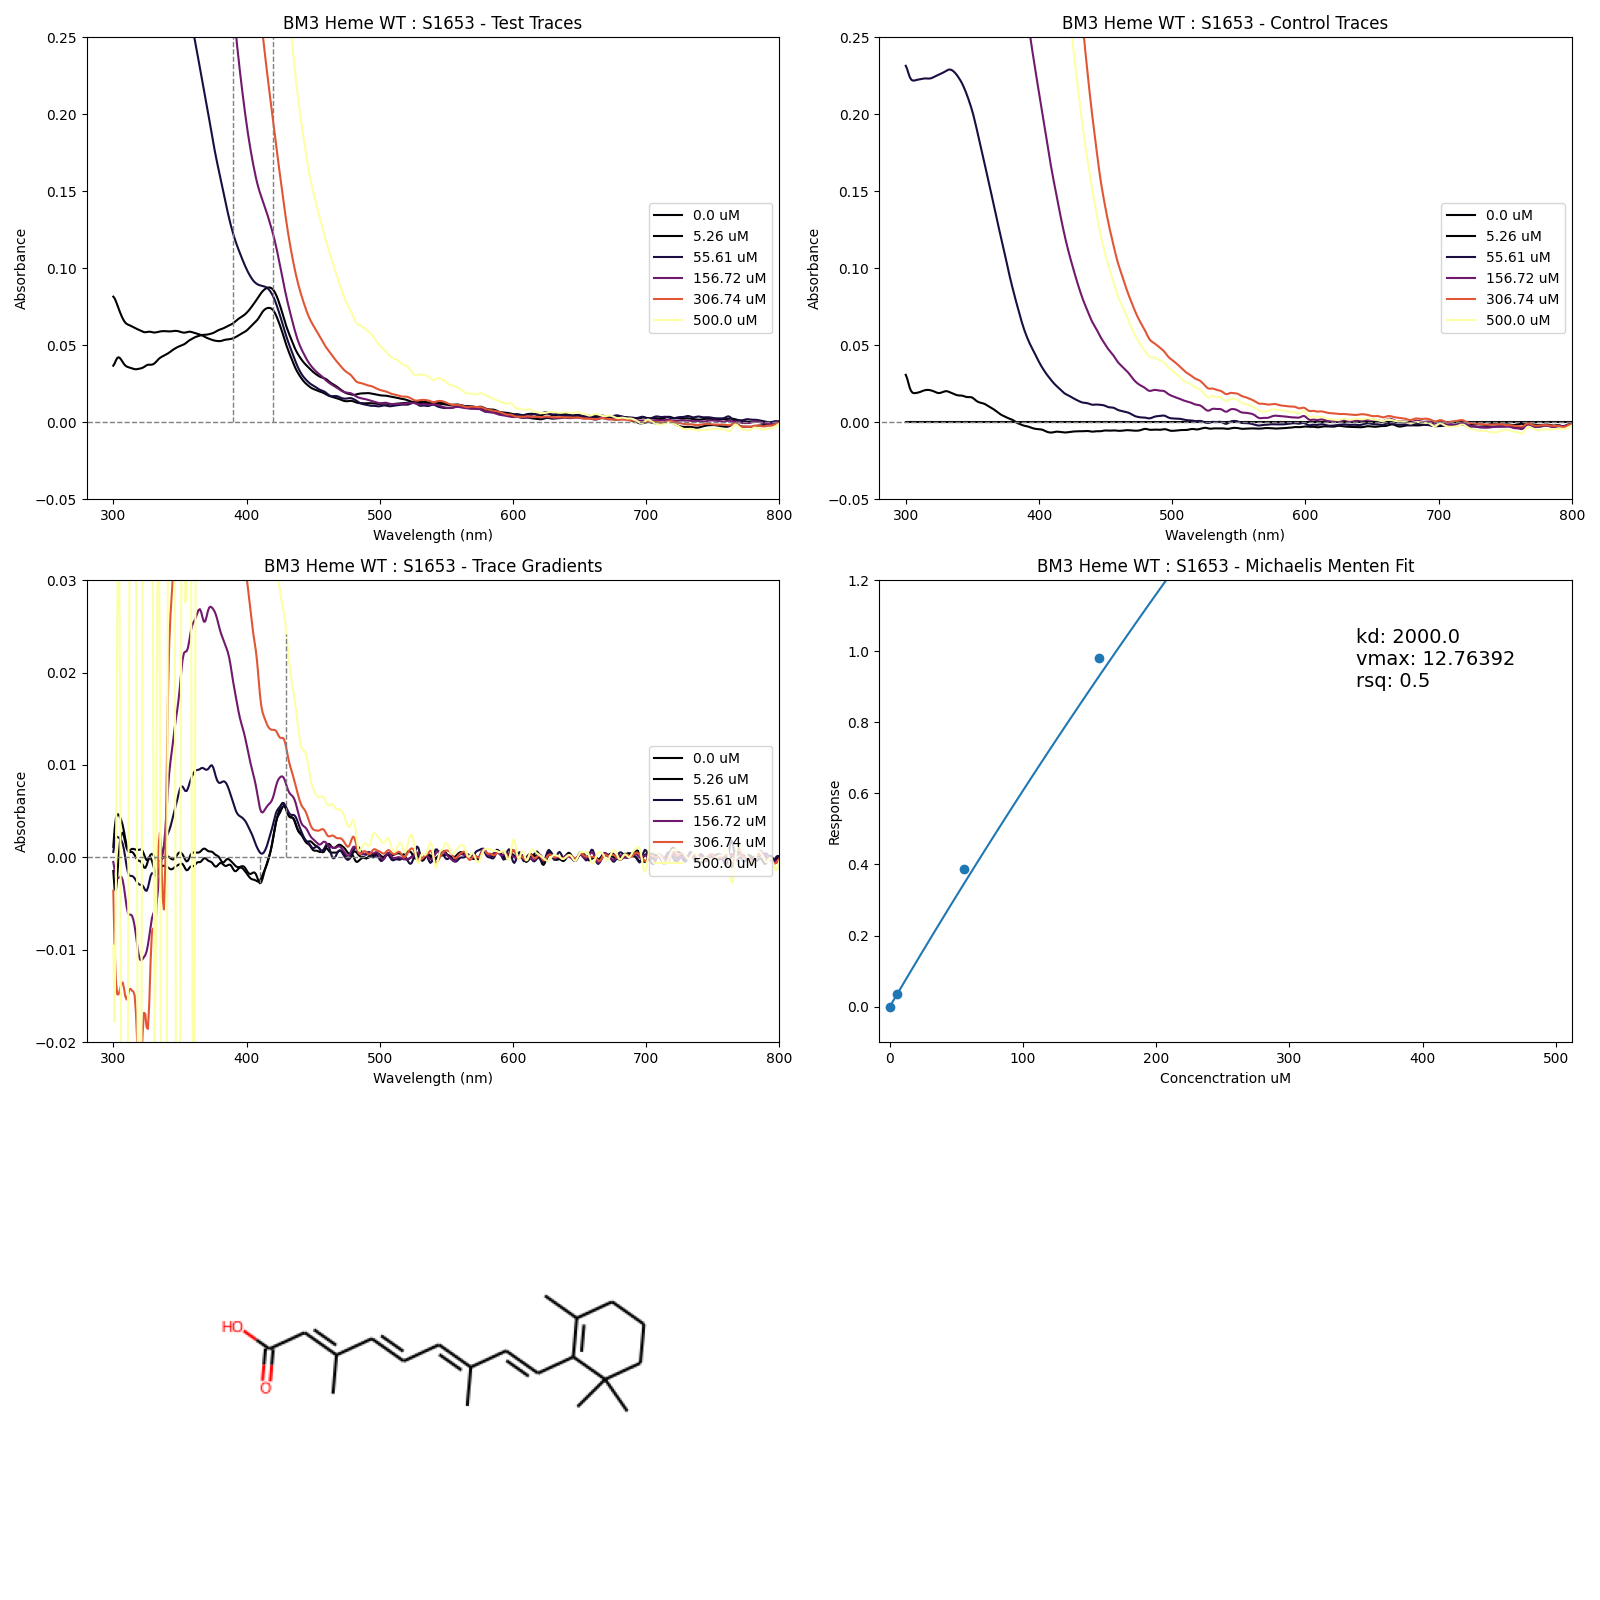 BM3 Heme WT : S1653 - Test Traces
Absorbance
0.25
0.20
0.15
0.10
0.05
0.00
−0.05
300 400 500 600 700 800
Wavelength (nm)
0.0 uM
5.26 uM
55.61 uM
156.72 uM
306.74 uM
500.0 uM
BM3 Heme WT : S1653 - Control Traces
Absorbance
0.25
0.20
0.15
0.10
0.05
0.00
−0.05
300 400 500 600 700 800
Wavelength (nm)
0.0 uM
5.26 uM
55.61 uM
156.72 uM
306.74 uM
500.0 uM
BM3 Heme WT : S1653 - Trace Gradients
Absorbance
0.03
0.02
0.01
0.00
−0.01
−0.02
300 400 500 600 700 800
Wavelength (nm)
0.0 uM
5.26 uM
55.61 uM
156.72 uM
306.74 uM
500.0 uM
BM3 Heme WT : S1653 - Michaelis Menten Fit
Response
1.2
1.0
0.8
0.6
0.4
0.2
0.0
0 100 200 300 400 500
Concenctration uM
kd: 2000.0
vmax: 12.76392
rsq: 0.5
HO
O